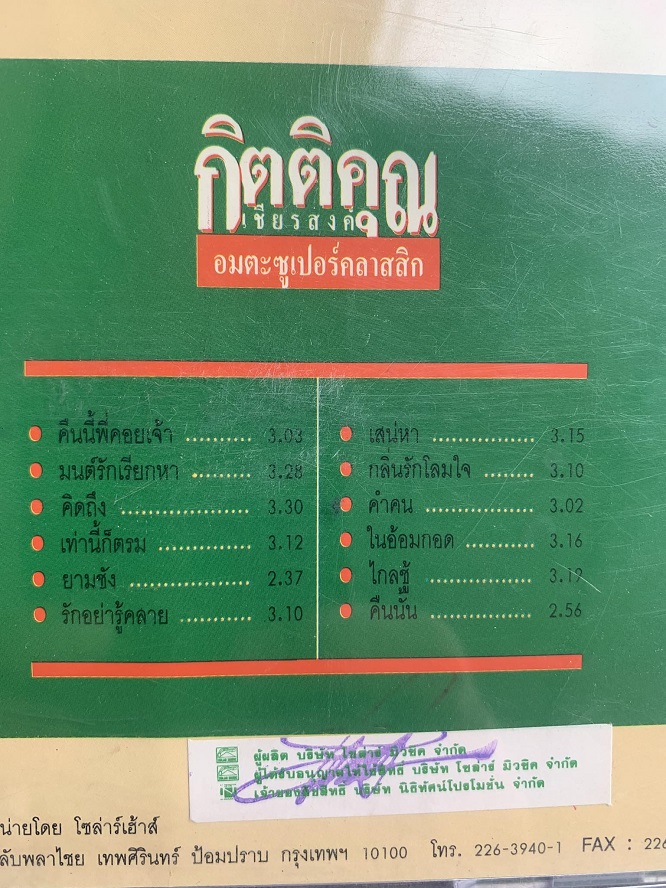 กิตติคุณ
เชียรสงค์
อมตะซูเปอร์คลาสสิก
คืนนี้พี่คอยเจ้า .......... 3.03
มนต์รักเรียกหา .......... 3.28
คิดถึง .................... 3.30
เท่านี้ก็ตรม .............. 3.12
ยามชัง .................. 2.37
รักอย่ารู้คลาย .......... 3.10
เสน่หา ................ 3.15
กลิ่นรักโลมใจ ........ 3.10
คำคน .................. 3.02
ในอ้อมกอด .......... 3.16
ไกลชู้ .................. 3.12
คืนนั้น ................ 2.56
ผู้ผลิต บริษัท โซล่าร์ มิวซิค จำกัด
ผู้ได้รับอนุญาตให้ใช้สิทธิ์ บริษัท โซล่าร์ มิวซิค จำกัด
เจ้าของลิขสิทธิ์ บริษัท นิธิทัศน์โปรโมชั่น จำกัด
น่ายโดย โซล่าร์เฮ้าส์
ลับพลาไชย เทพศิรินทร์ ป้อมปราบ กรุงเทพฯ 10100 โทร. 226-3940-1 FAX : 226